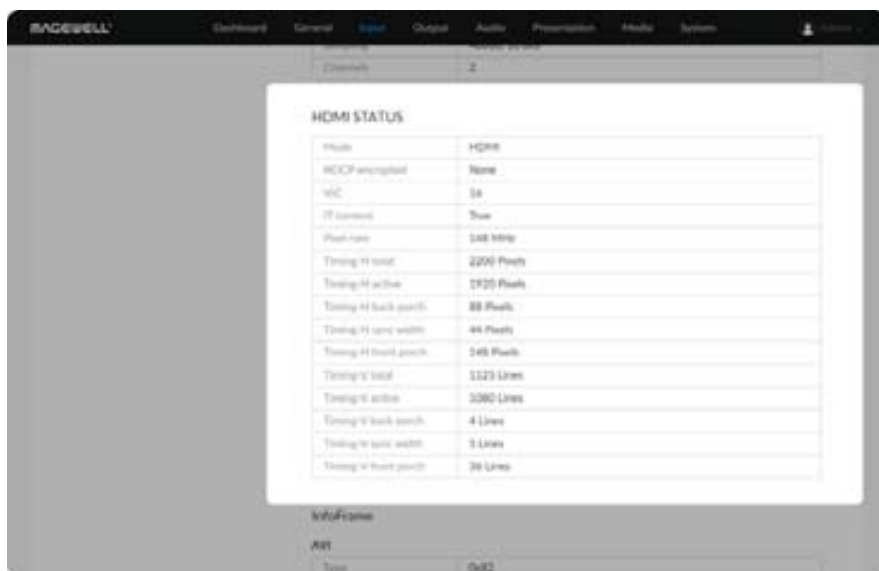 MAGEWELL
Dashboard General Input Output Audio Presentation Media System Admin
Channels 2
HDMI STATUS
Mode HDMI
HDCP encrypted None
VIC 16
IT content True
Pixel rate 148 MHz
Timing H total 2200 Pixels
Timing H active 1920 Pixels
Timing H back porch 88 Pixels
Timing H sync width 44 Pixels
Timing H front porch 148 Pixels
Timing V total 1125 Lines
Timing V active 1080 Lines
Timing V back porch 4 Lines
Timing V sync width 5 Lines
Timing V front porch 36 Lines
InfoFrame
AVI
Type 0x82